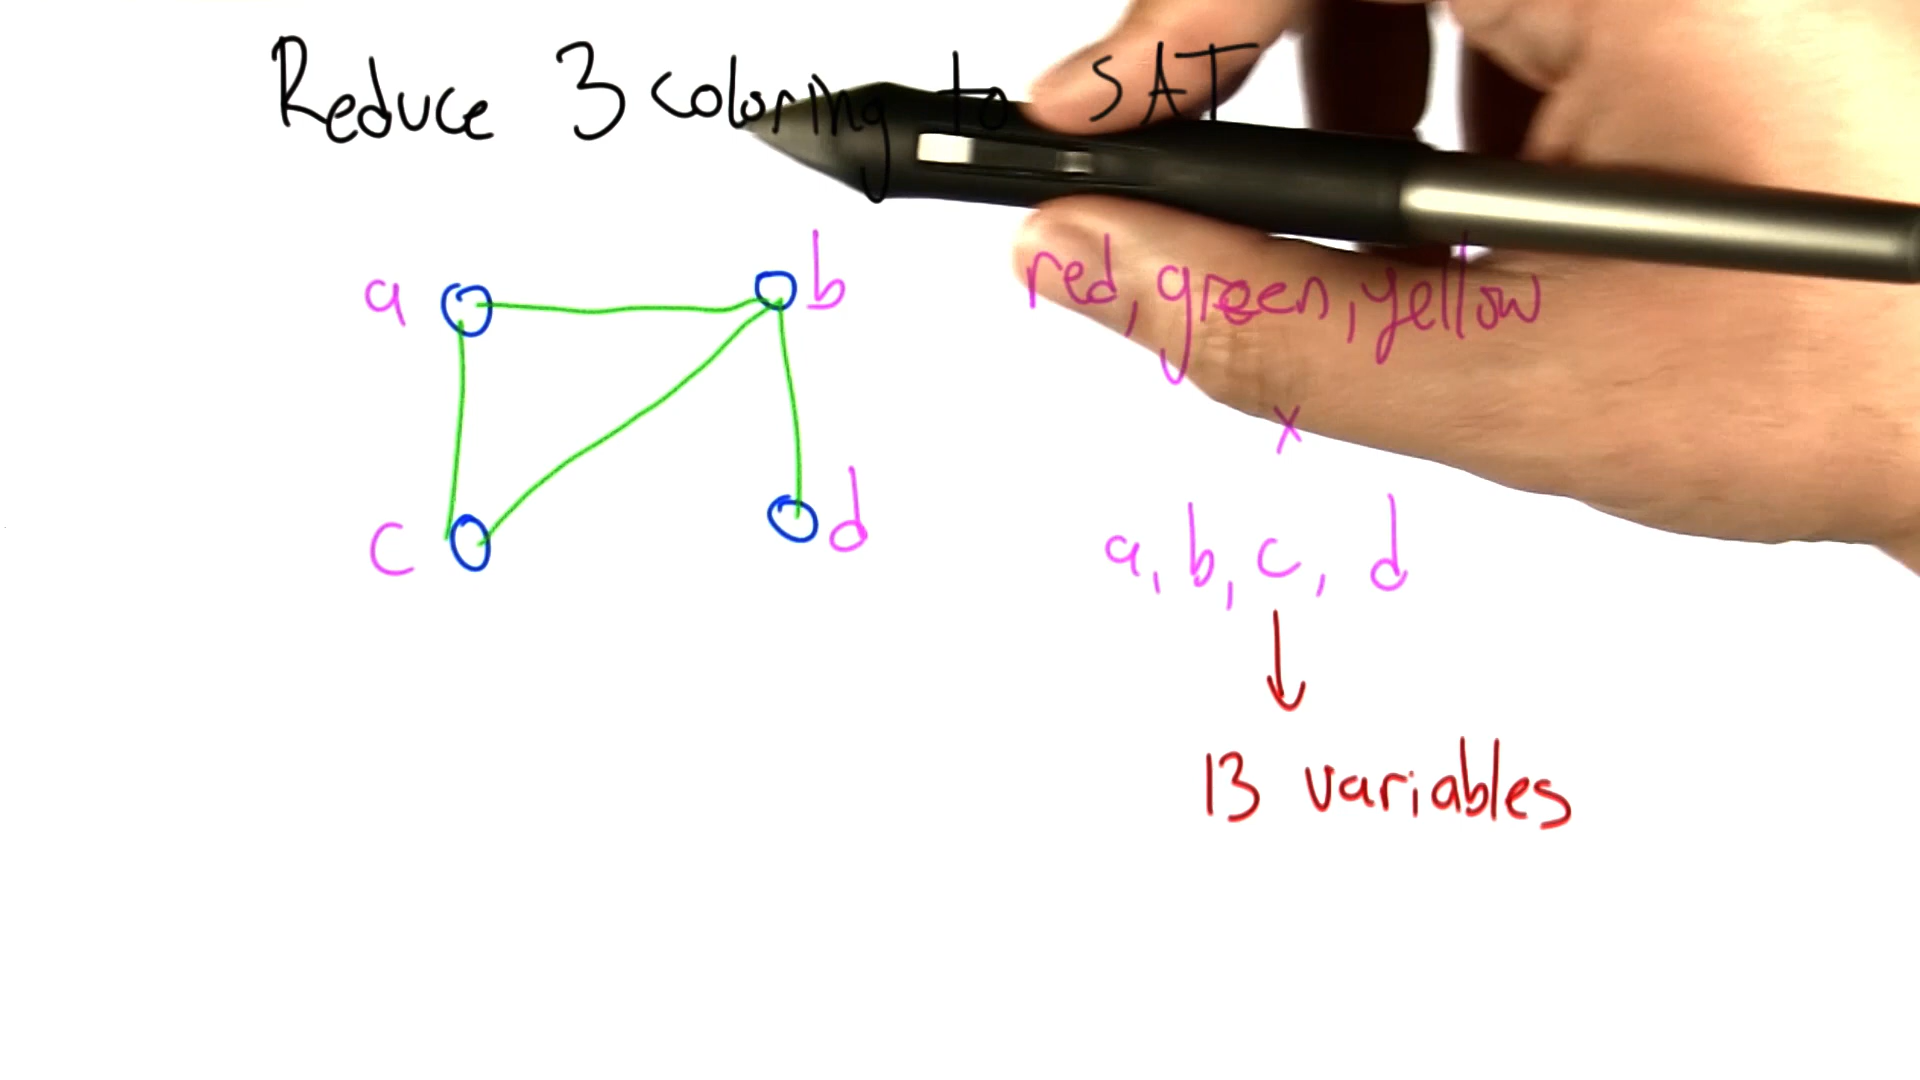 Reduce 3 coloring to SAT
a b
red, green, yellow
x
c d
a, b, c, d
13 variables